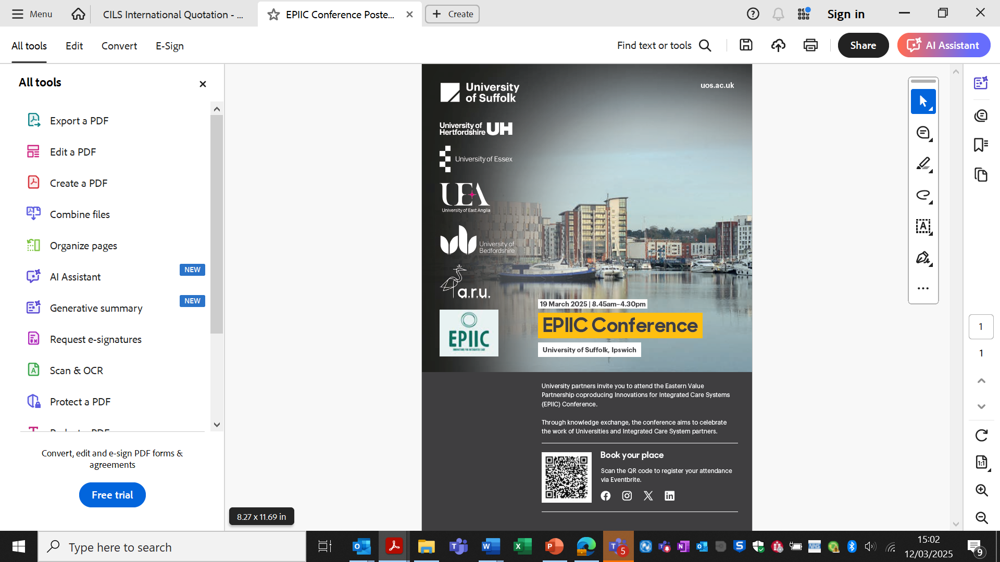 Menu
CILS International Quotation - ...
EPIIC Conference Poste...
Create
Sign in
All tools
Edit
Convert
E-Sign
Find text or tools
Share
AI Assistant
All tools
Export a PDF
Edit a PDF
Create a PDF
Combine files
Organize pages
AI Assistant
NEW
Generative summary
NEW
Request e-signatures
Scan & OCR
Protect a PDF
Convert, edit and e-sign PDF forms &
agreements
Free trial
8.27 x 11.69 in
University
of Suffolk
uos.ac.uk
University of
Hertfordshire UH
University of Essex
UEA
University of East Anglia
University of
Bedfordshire
a.r.u.
EPIIC
INNOVATIONS FOR INTEGRATED CARE
19 March 2025 | 8.45am–4.30pm
EPIIC Conference
University of Suffolk, Ipswich
University partners invite you to attend the Eastern Value
Partnership coproducing Innovations for Integrated Care Systems
(EPIIC) Conference.
Through knowledge exchange, the conference aims to celebrate
the work of Universities and Integrated Care System partners.
Book your place
Scan the QR code to register your attendance
via Eventbrite.
1
1
Type here to search
5
15:02
12/03/2025
9